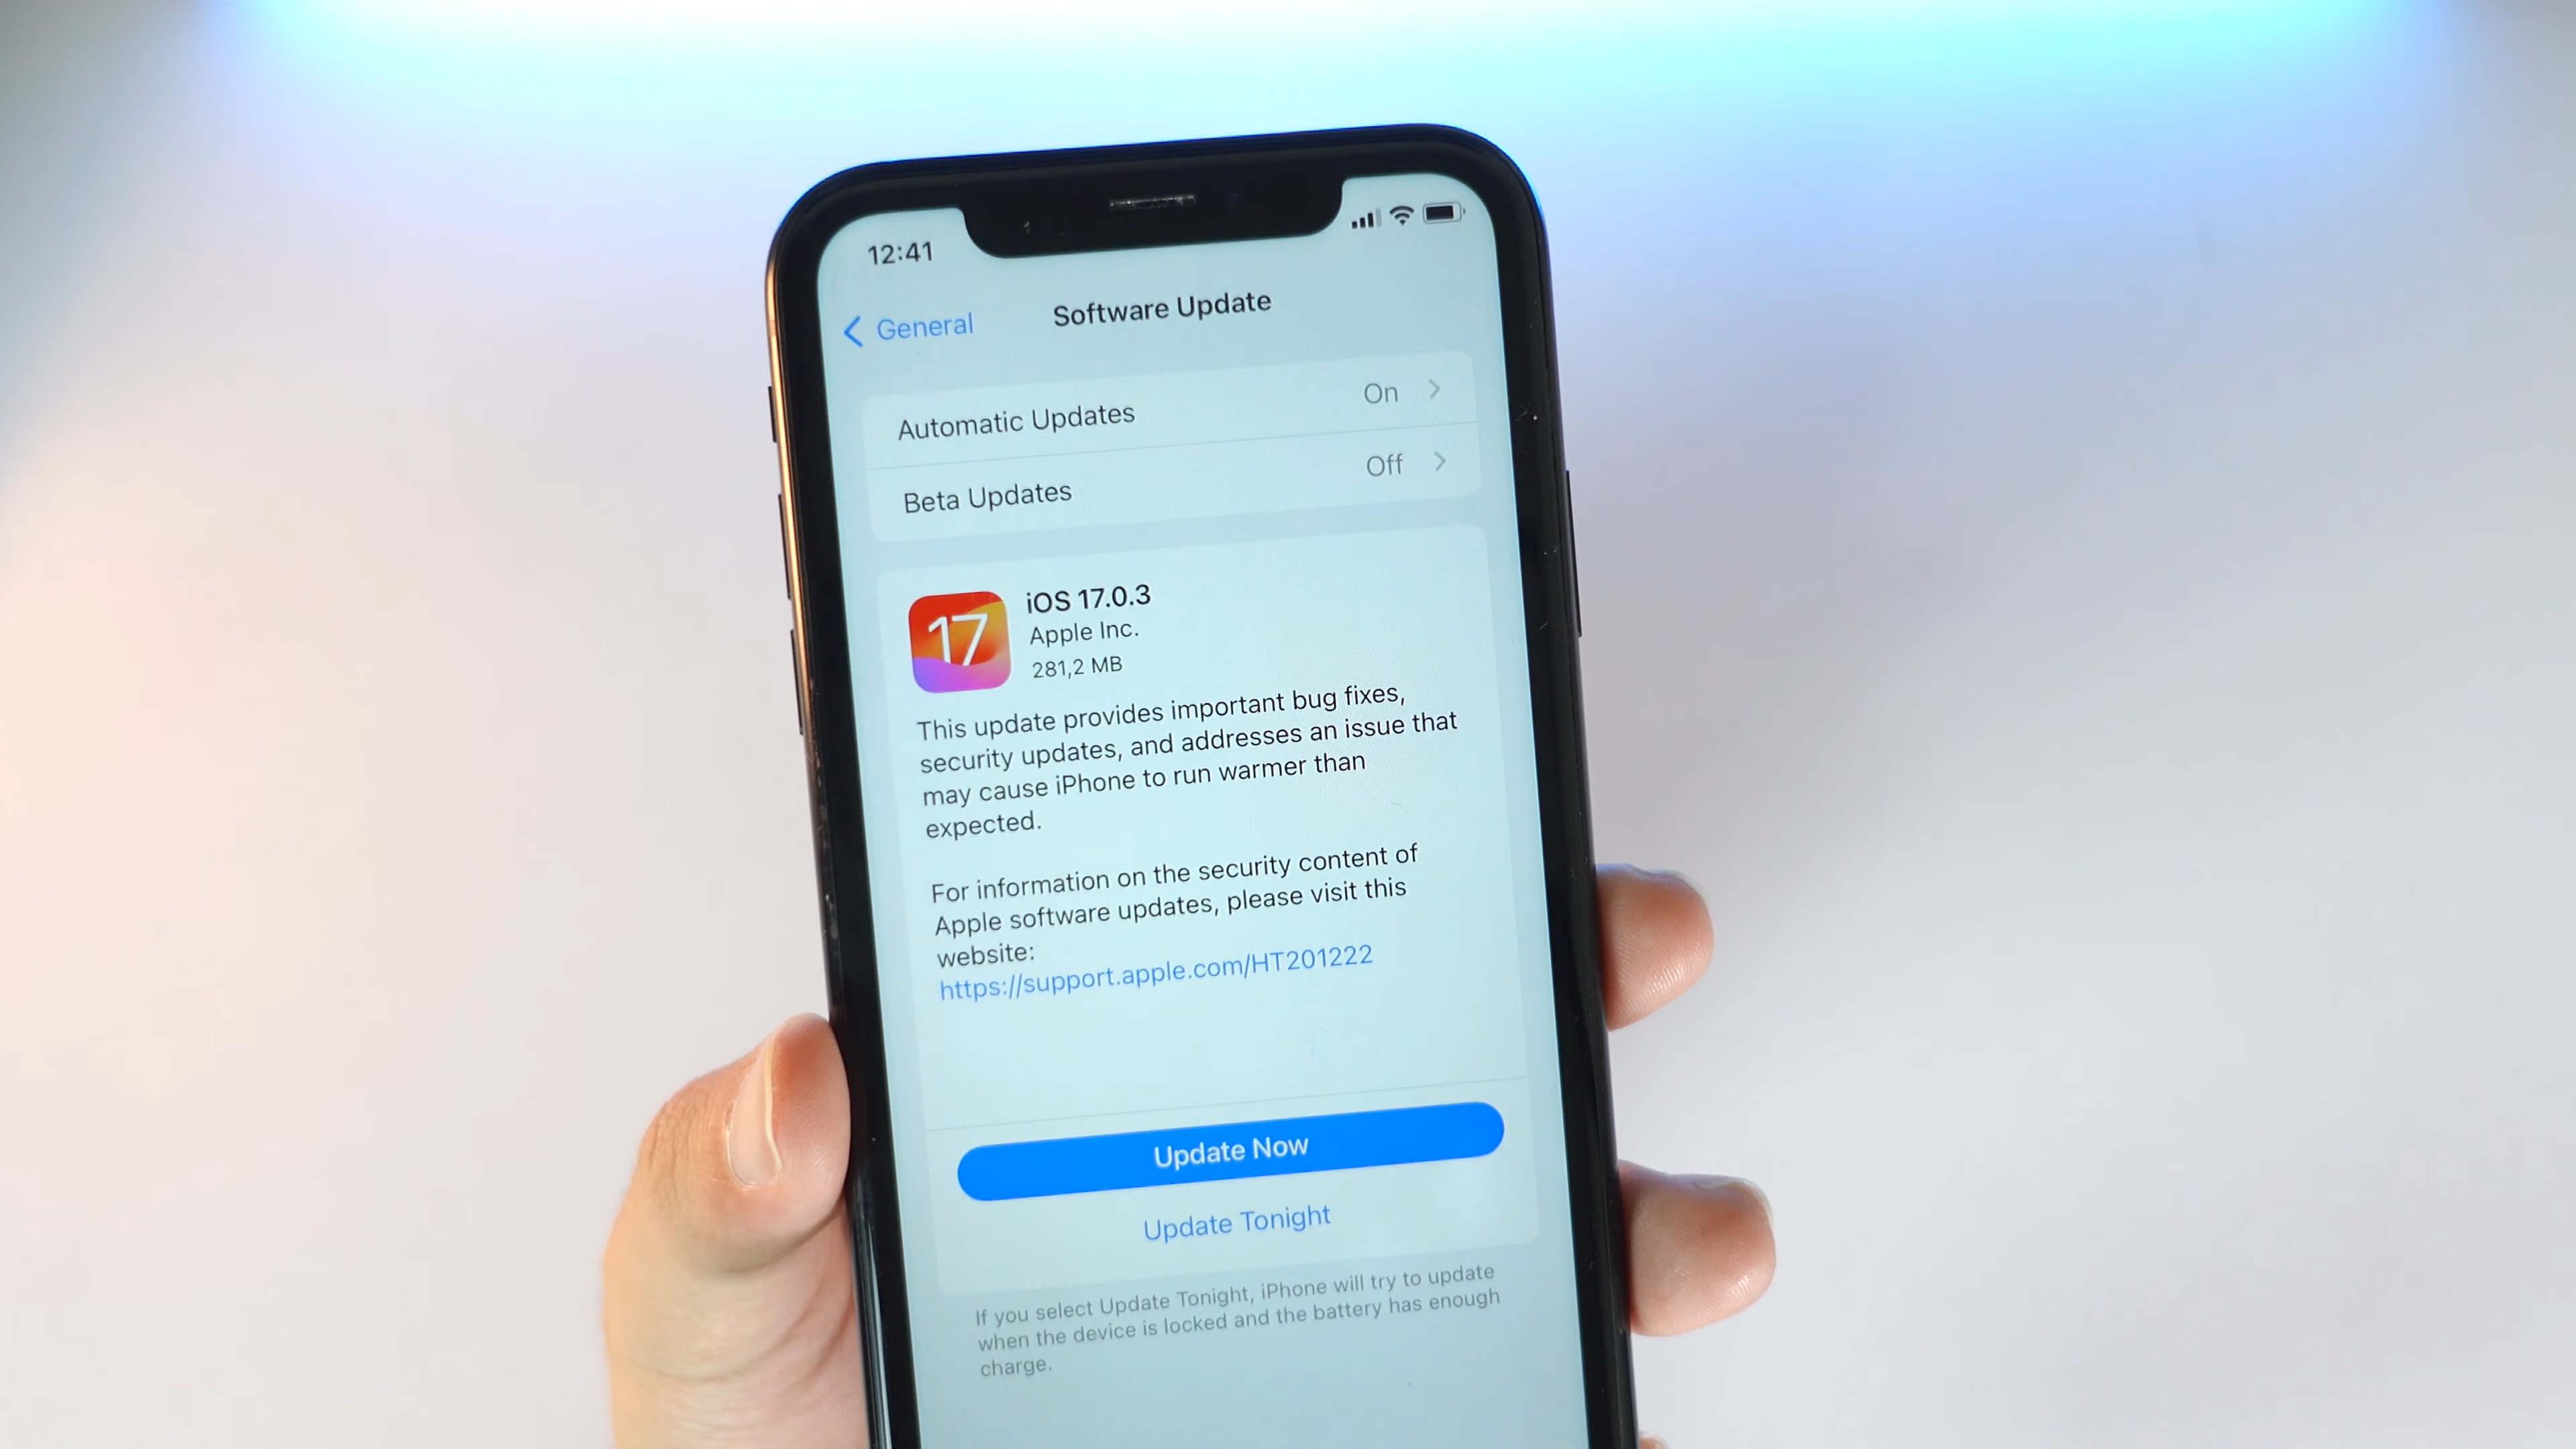 12:41
General
Software Update
Automatic Updates
On
Beta Updates
Off
17
iOS 17.0.3
Apple Inc.
281,2 MB
This update provides important bug fixes,
security updates, and addresses an issue that
may cause iPhone to run warmer than
expected.
For information on the security content of
Apple software updates, please visit this
website:
https://support.apple.com/HT201222
Update Now
Update Tonight
If you select Update Tonight, iPhone will try to update
when the device is locked and the battery has enough
charge.